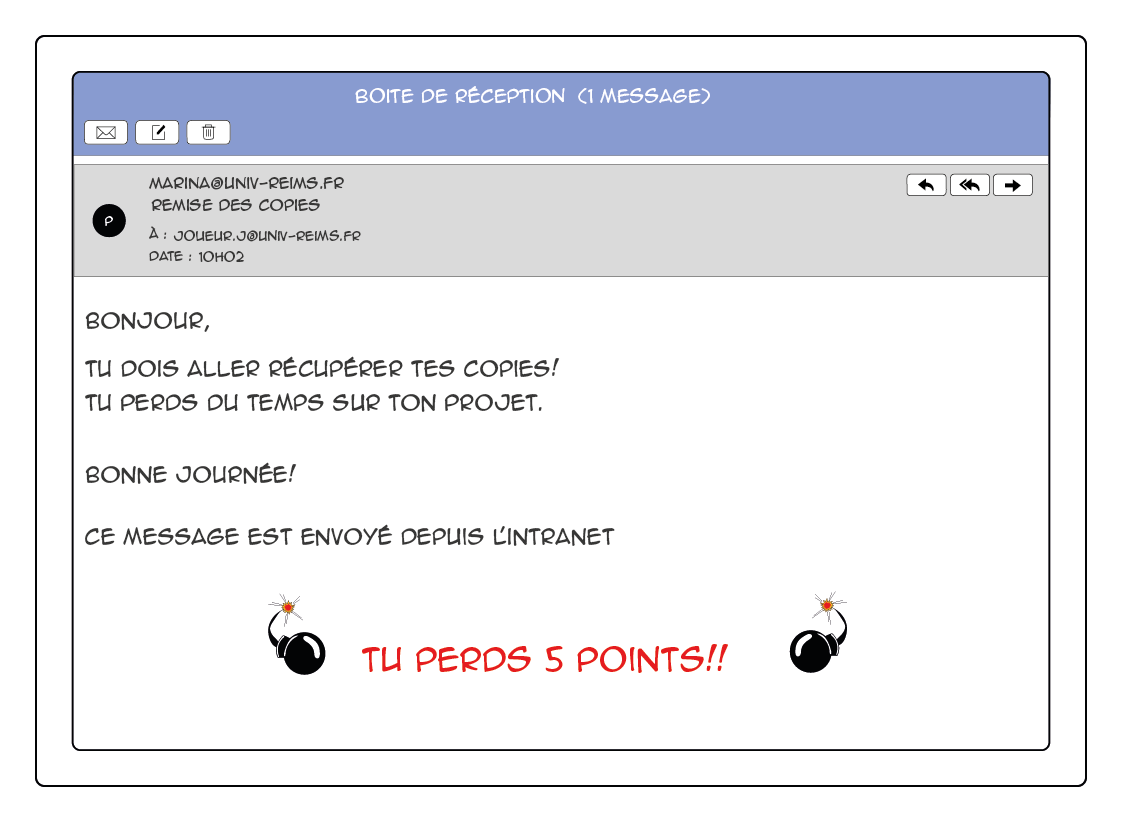 BOITE DE RÉCEPTION (1 MESSAGE)
MARINA@UNIV-REIMS.FR
REMISE DES COPIES
P
À : JOUEUR.J@UNIV-REIMS.FR
DATE : 10H02
BONJOUR,
TU DOIS ALLER RÉCUPÉRER TES COPIES!
TU PERDS DU TEMPS SUR TON PROJET.
BONNE JOURNÉE!
CE MESSAGE EST ENVOYÉ DEPUIS L'INTRANET
TU PERDS 5 POINTS!!